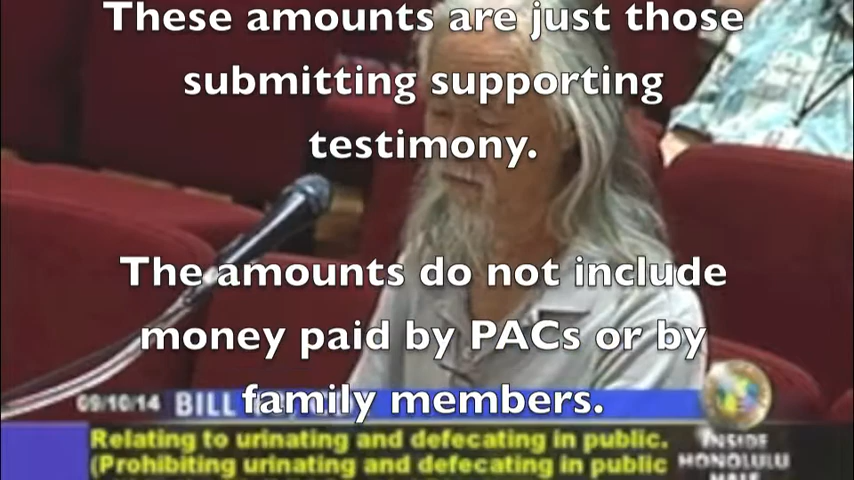 These amounts are just those
submitting supporting
testimony.
The amounts do not include
money paid by PACs or by
family members.
09/10/14 BILL
Relating to urinating and defecating in public.
(Prohibiting urinating and defecating in public
INSIDE
HONOLULU
HALE